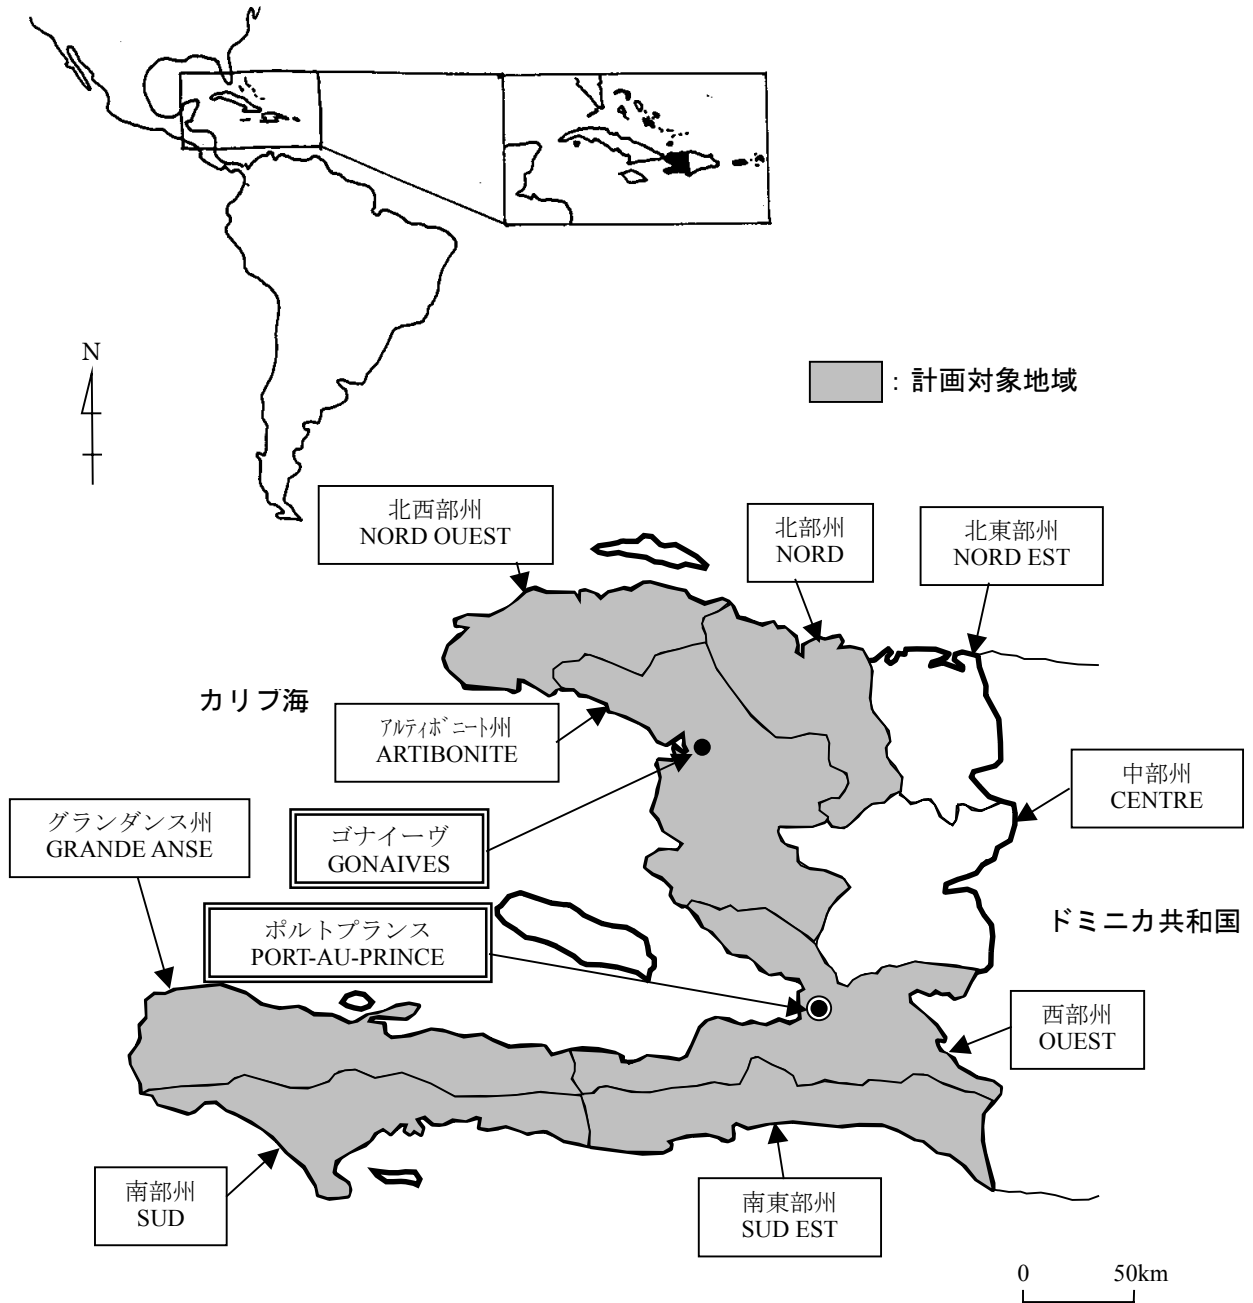 N
：計画対象地域
北西部州
NORD OUEST
北部州
NORD
北東部州
NORD EST
カリブ海
ｱﾙﾃｨﾎﾞﾆｰﾄ州
ARTIBONITE
中部州
CENTRE
グランダンス州
GRANDE ANSE
ゴナイーヴ
GONAIVES
ドミニカ共和国
ポルトプランス
PORT-AU-PRINCE
西部州
OUEST
南部州
SUD
南東部州
SUD EST
0 50km